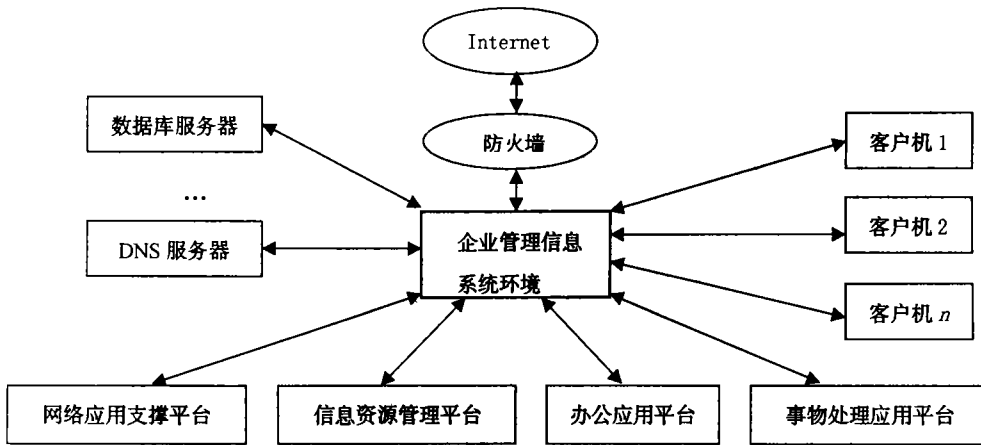 Internet
数据库服务器
防火墙
客户机 1
...
DNS 服务器
企业管理信息
系统环境
客户机 2
客户机 n
网络应用支撑平台
信息资源管理平台
办公应用平台
事物处理应用平台